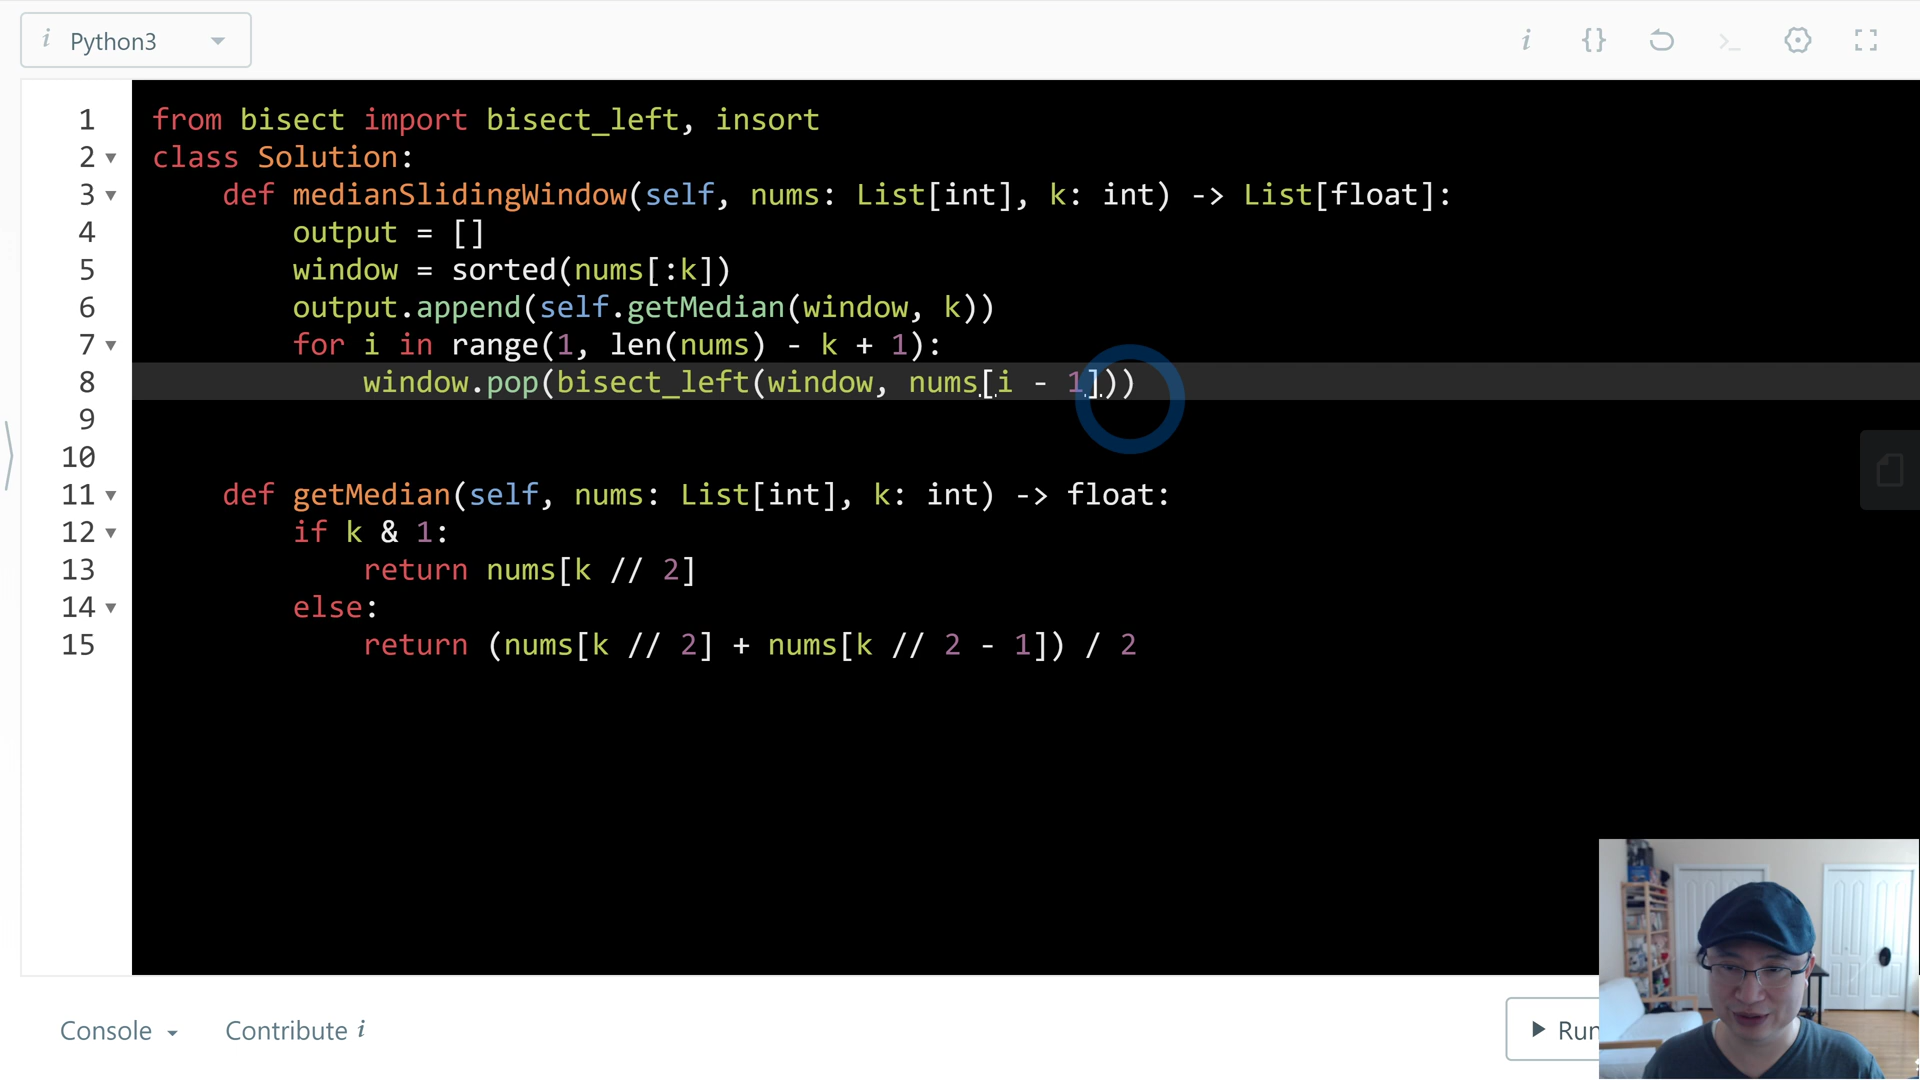 i Python3
i {} >_
1 from bisect import bisect_left, insort
2 class Solution:
3 def medianSlidingWindow(self, nums: List[int], k: int) -> List[float]:
4 output = []
5 window = sorted(nums[:k])
6 output.append(self.getMedian(window, k))
7 for i in range(1, len(nums) - k + 1):
8 window.pop(bisect_left(window, nums[i - 1]))
9
10
11 def getMedian(self, nums: List[int], k: int) -> float:
12 if k & 1:
13 return nums[k // 2]
14 else:
15 return (nums[k // 2] + nums[k // 2 - 1]) / 2
Console Contribute i Run